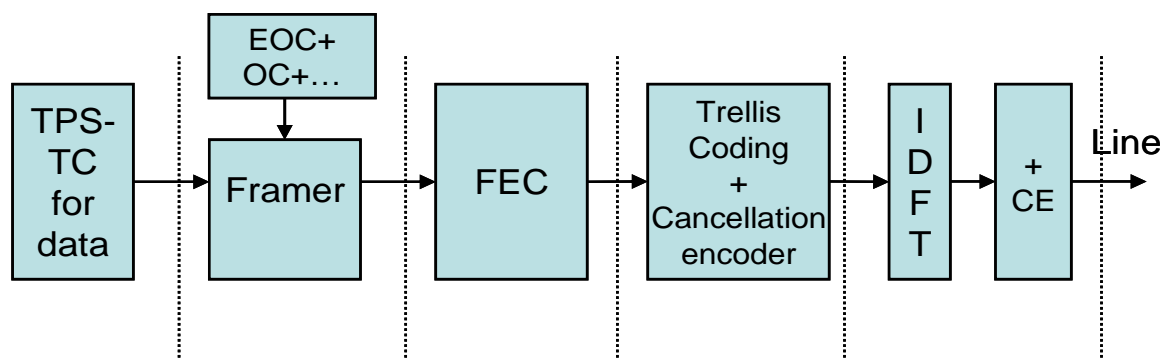 EOC+
OC+…
TPS-
TC
for
data
Framer
FEC
Trellis
Coding
+
Cancellation
encoder
I
D
F
T
+
CE
Line